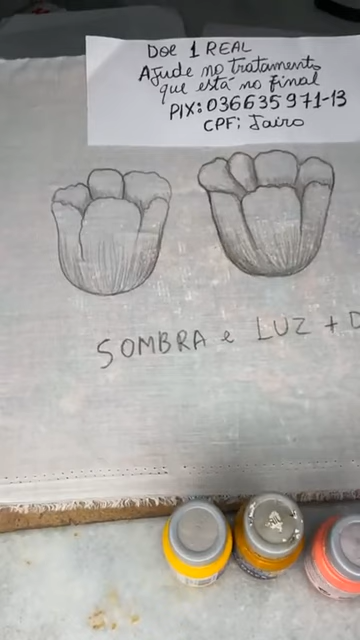 DOE 1 REAL
Ajude no tratamento
que está no final
PIX: 036635971-13
CPF: Jairo
SOMBRA e LUZ + D